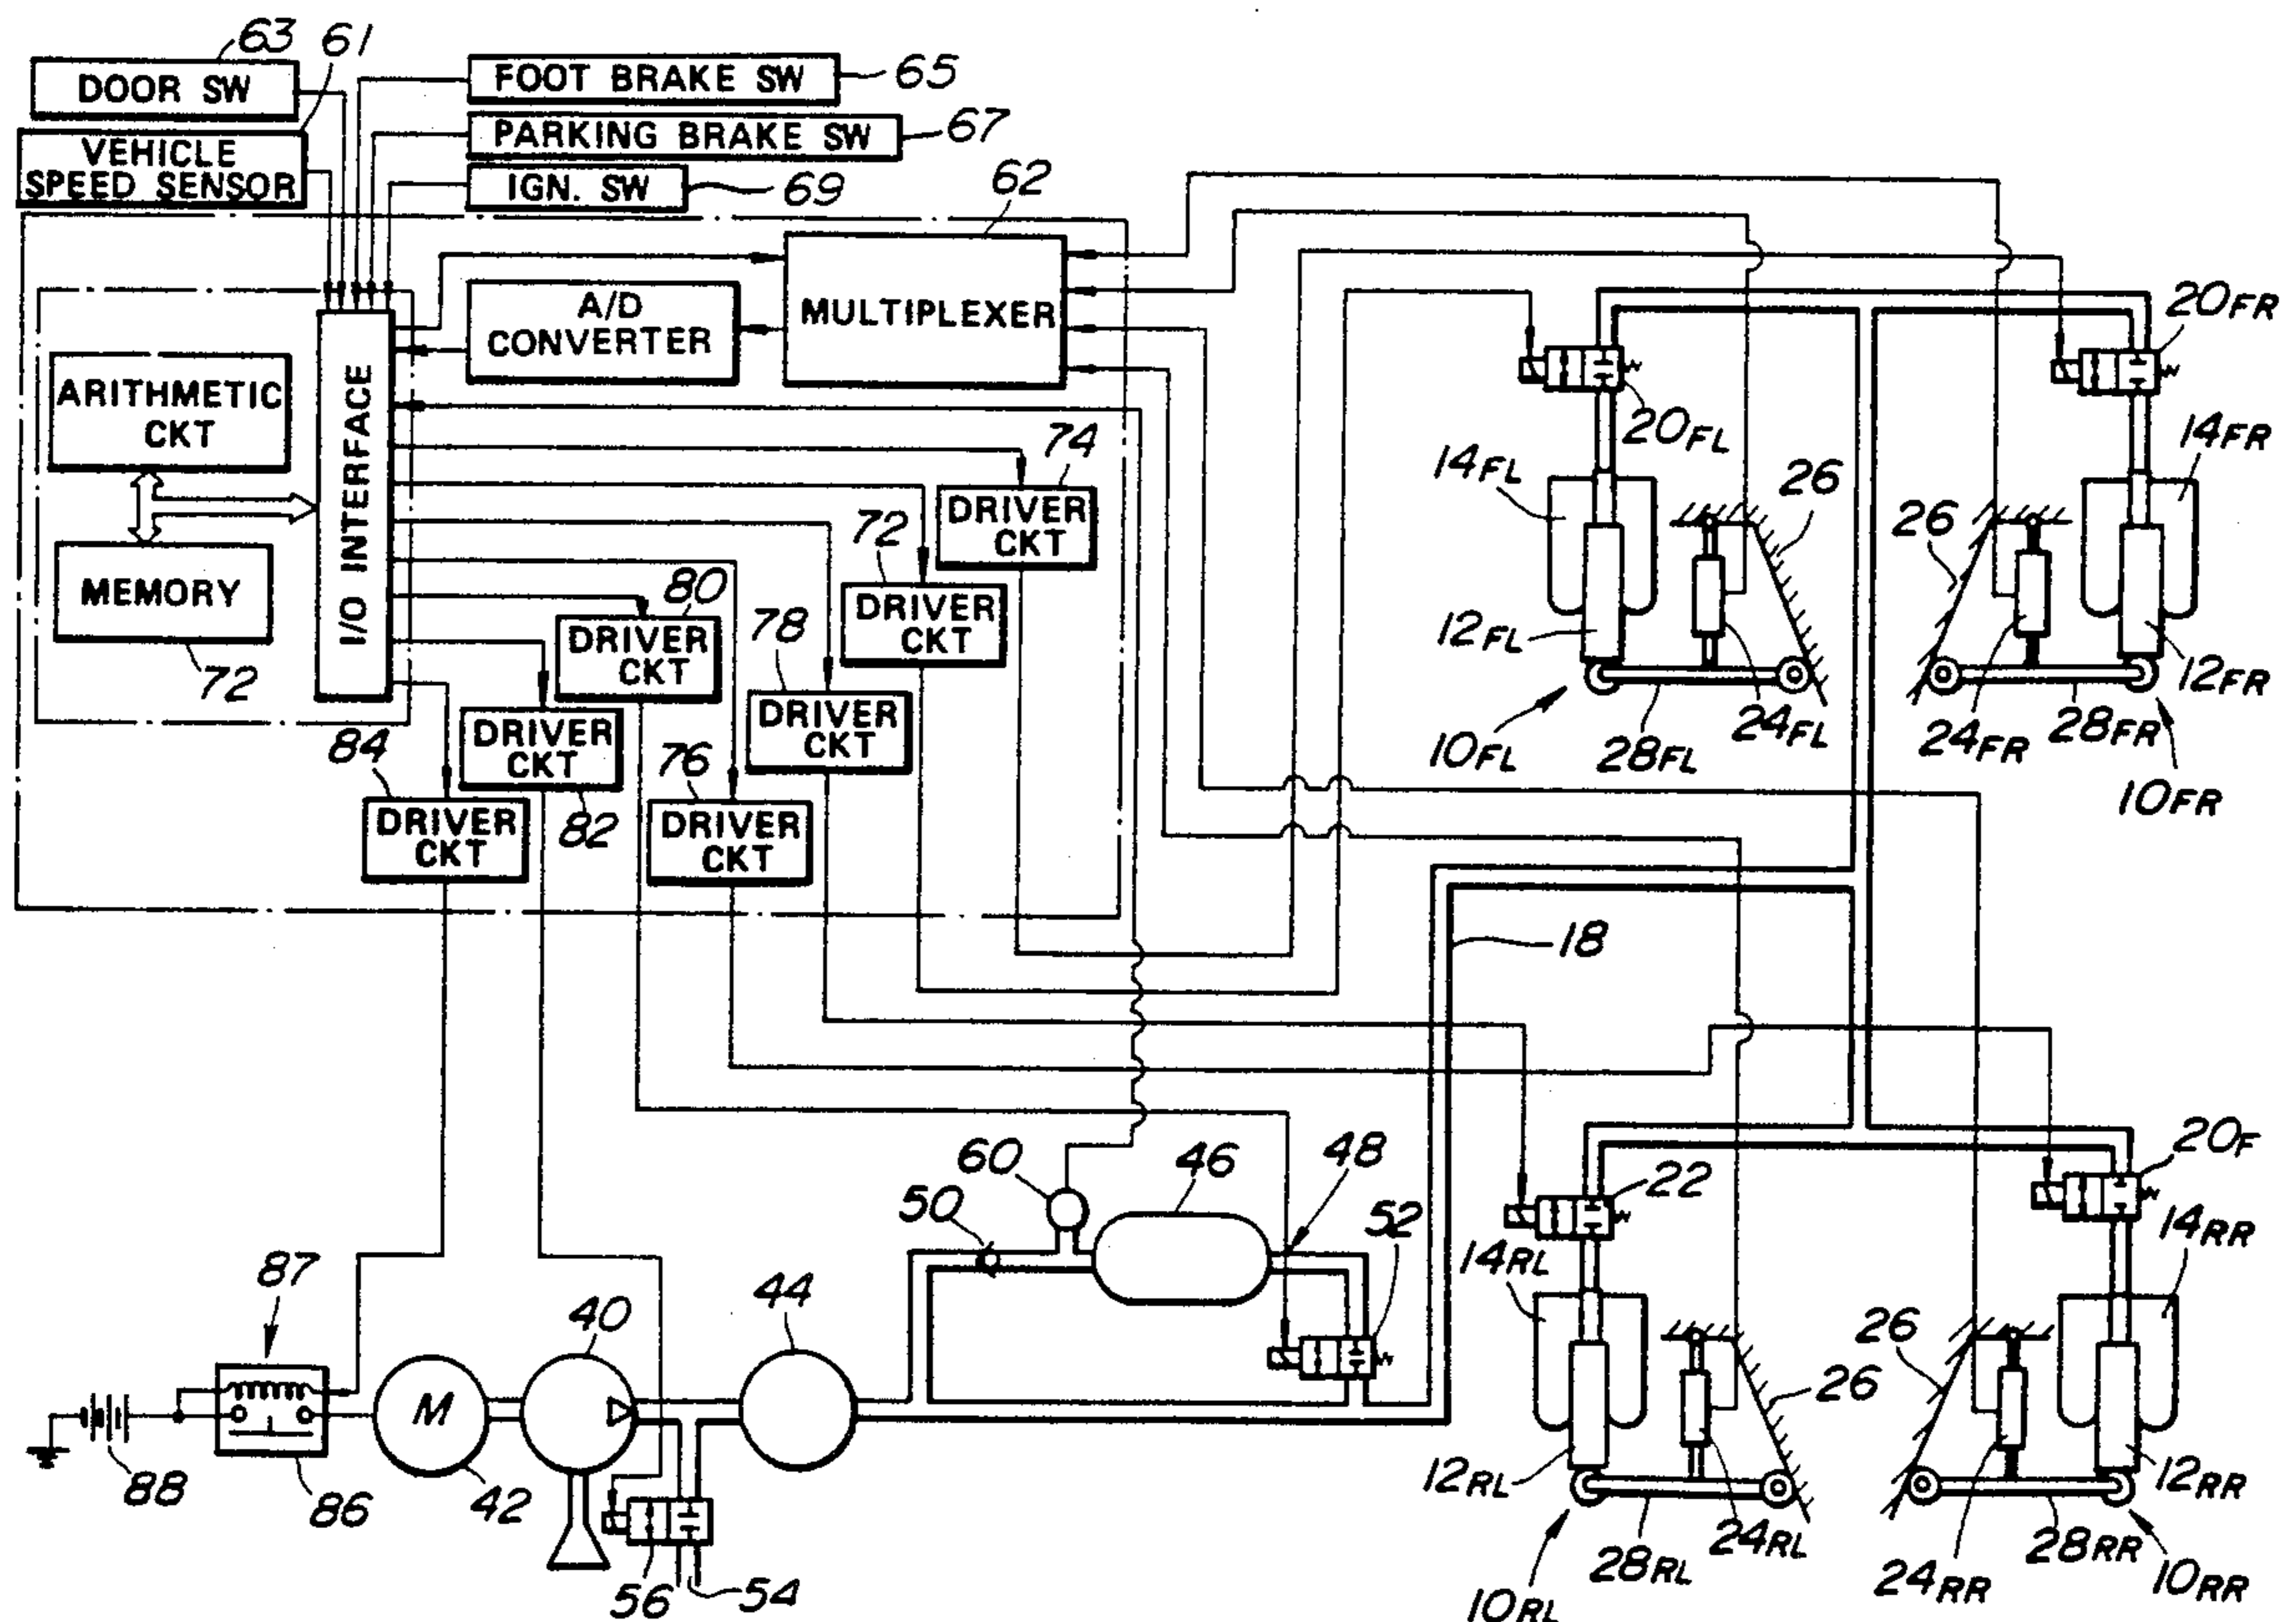 63
61
DOOR SW
FOOT BRAKE SW
65
VEHICLE
SPEED SENSOR
PARKING BRAKE SW
67
IGN. SW
69
62
MULTIPLEXER
A/D
CONVERTER
I/O INTERFACE
ARITHMETIC
CKT
MEMORY
72
74
DRIVER
CKT
72
DRIVER
CKT
80
DRIVER
CKT
78
DRIVER
CKT
82
DRIVER
CKT
76
DRIVER
CKT
84
DRIVER
CKT
20FR
20FL
14FL
14FR
26
26
12FL
12FR
24FL
24FR
28FL
28FR
10FL
10FR
18
60
46
48
50
52
22
20F
14RL
14RR
26
26
87
40
44
M
88
86
42
56
54
12RL
12RR
24RL
24RR
28RL
28RR
10RL
10RR